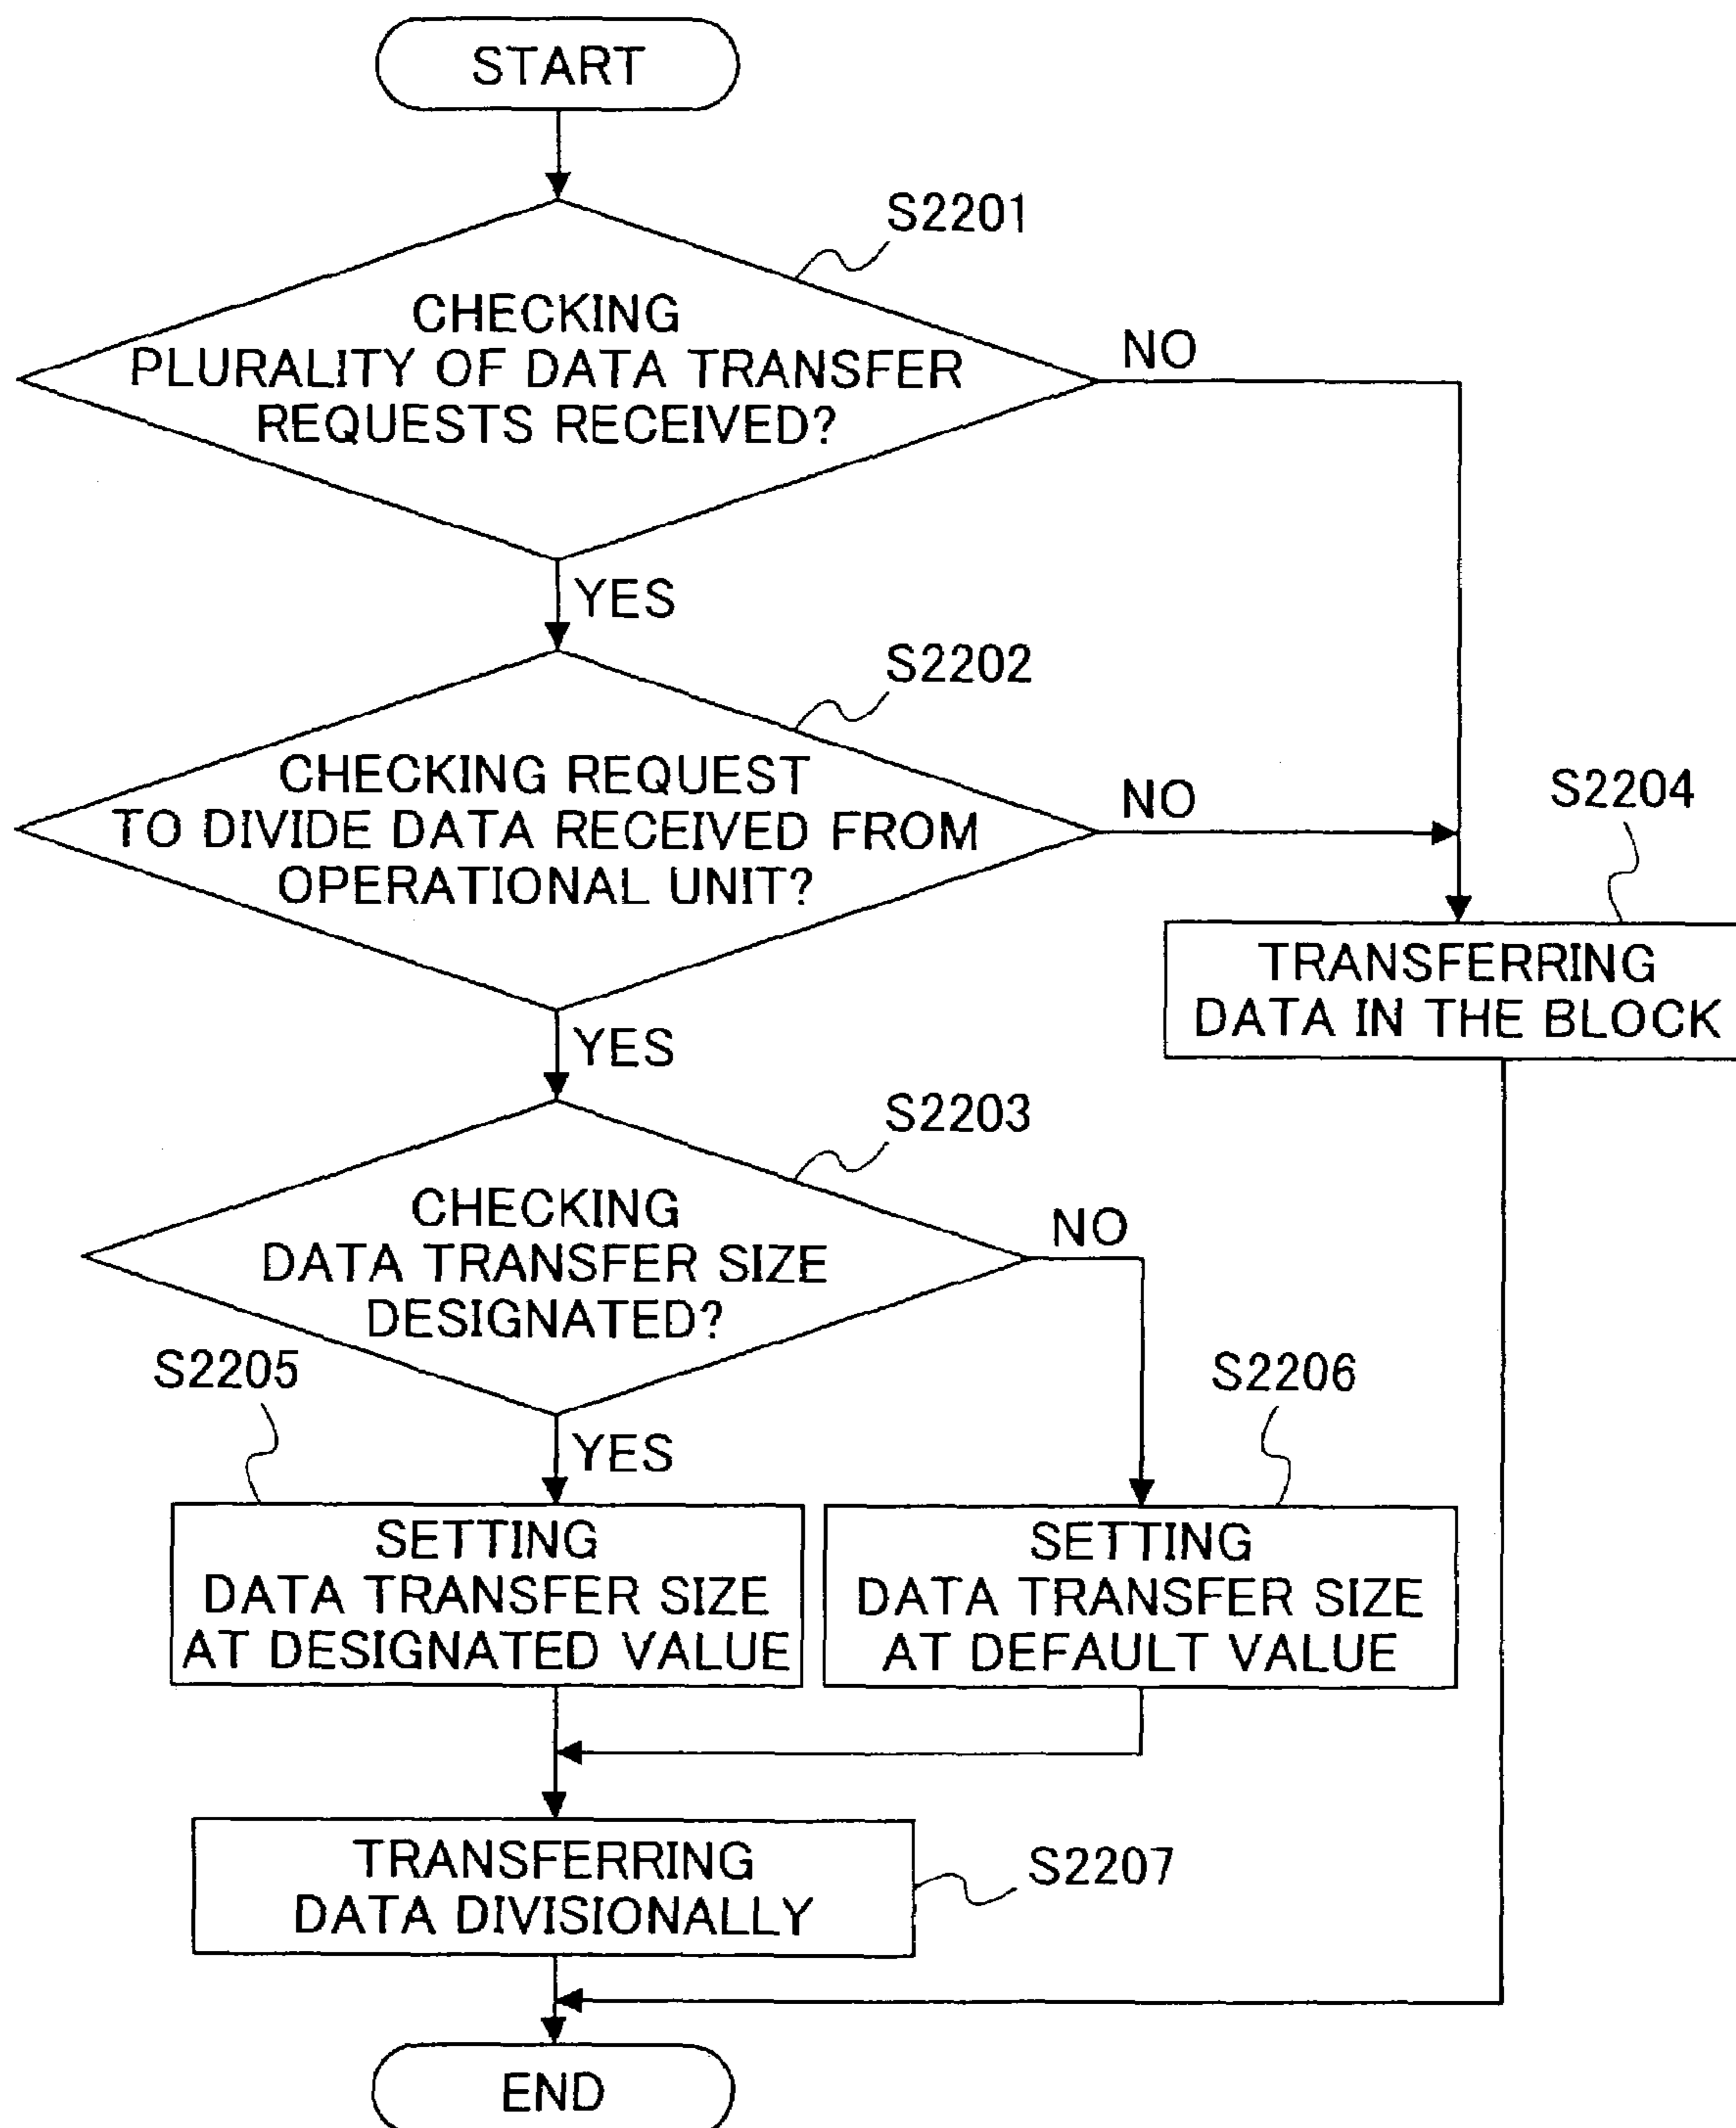 START
S2201
CHECKING
PLURALITY OF DATA TRANSFER
REQUESTS RECEIVED?
NO
YES
S2202
CHECKING REQUEST
TO DIVIDE DATA RECEIVED FROM
OPERATIONAL UNIT?
NO
S2204
TRANSFERRING
DATA IN THE BLOCK
YES
S2203
CHECKING
DATA TRANSFER SIZE
DESIGNATED?
NO
S2205
YES
S2206
SETTING
DATA TRANSFER SIZE
AT DESIGNATED VALUE
SETTING
DATA TRANSFER SIZE
AT DEFAULT VALUE
TRANSFERRING
DATA DIVISIONALLY
S2207
END